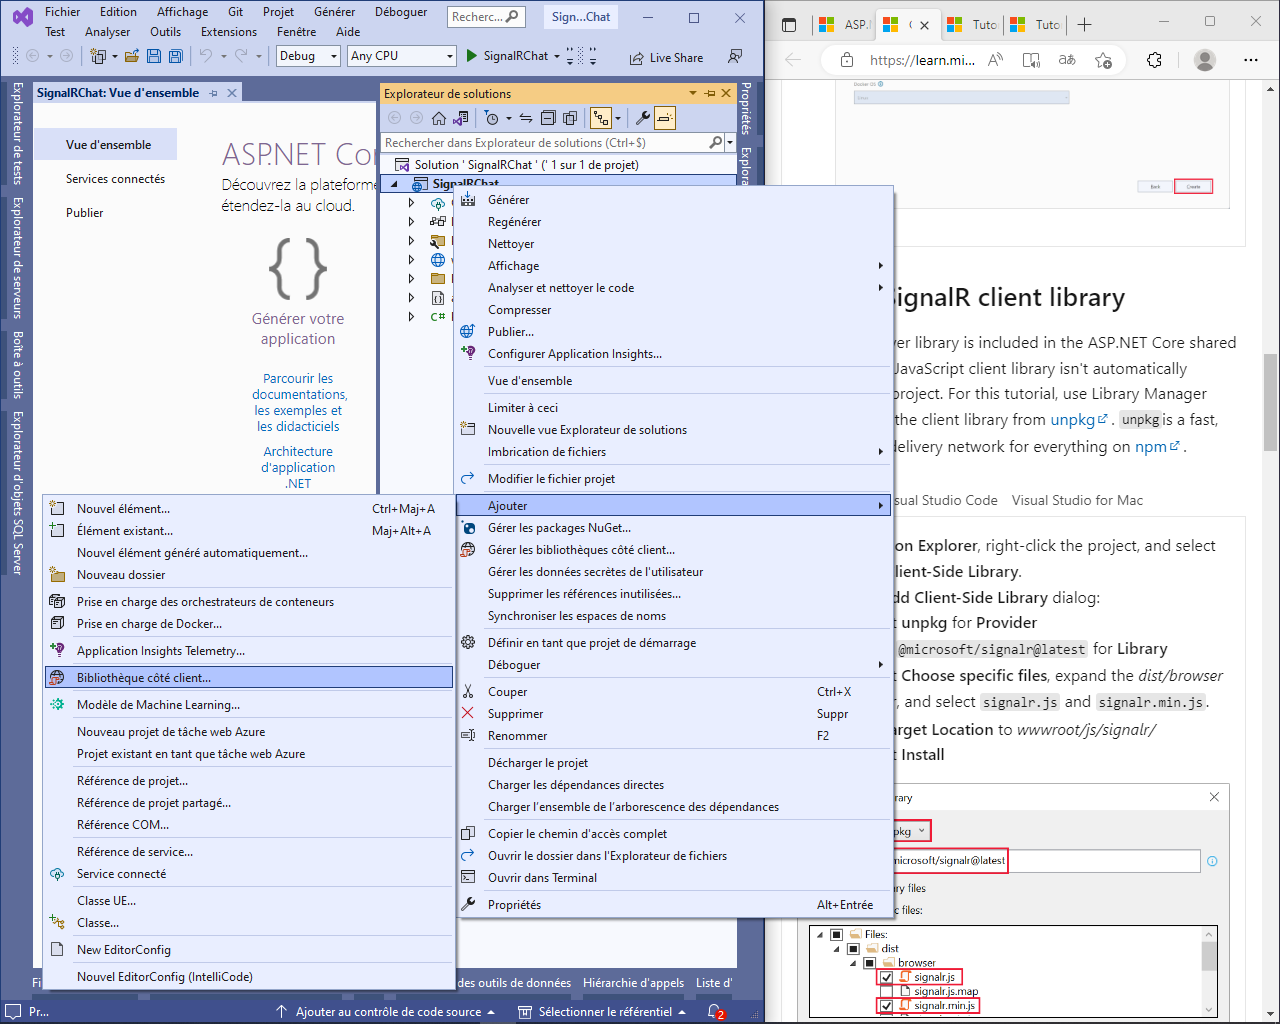 Fichier Edition Affichage Git Projet Générer Déboguer
Test Analyser Outils Extensions Fenêtre Aide
Recherc...
Sign...Chat
Debug Any CPU SignalRChat Live Share
Explorateur de tests
Explorateur de serveurs
Boîte à outils
Explorateur d'objets SQL Server
SignalRChat: Vue d'ensemble
Vue d'ensemble
Services connectés
Publier
ASP.NET Cor
Découvrez la plateforme
étendez-la au cloud.
{ }
Générer votre
application
Parcourir les
documentations,
les exemples et
les didacticiels
Architecture
d'application
.NET
Explorateur de solutions
Rechercher dans Explorateur de solutions (Ctrl+$)
Solution ' SignalRChat ' (' 1 sur 1 de projet)
SignalRChat
Propriétés
Générer
Regénérer
Nettoyer
Affichage
Analyser et nettoyer le code
Compresser
Publier...
Configurer Application Insights...
Vue d'ensemble
Limiter à ceci
Nouvelle vue Explorateur de solutions
Imbrication de fichiers
Modifier le fichier projet
Ajouter
Gérer les packages NuGet...
Gérer les bibliothèques côté client...
Gérer les données secrètes de l'utilisateur
Supprimer les références inutilisées...
Synchroniser les espaces de noms
Définir en tant que projet de démarrage
Déboguer
Couper Ctrl+X
Supprimer Suppr
Renommer F2
Décharger le projet
Charger les dépendances directes
Charger l'ensemble de l'arborescence des dépendances
Copier le chemin d'accès complet
Ouvrir le dossier dans l'Explorateur de fichiers
Ouvrir dans Terminal
Propriétés Alt+Entrée
Nouvel élément... Ctrl+Maj+A
Élément existant... Maj+Alt+A
Nouvel élément généré automatiquement...
Nouveau dossier
Prise en charge des orchestrateurs de conteneurs
Prise en charge de Docker...
Application Insights Telemetry...
Bibliothèque côté client...
Modèle de Machine Learning...
Nouveau projet de tâche web Azure
Projet existant en tant que tâche web Azure
Référence de projet...
Référence de projet partagé...
Référence COM...
Référence de service...
Service connecté
Classe UE...
Classe...
New EditorConfig
Nouvel EditorConfig (IntelliCode)
des outils de données Hiérarchie d'appels Liste d'
Pr... Ajouter au contrôle de code source Sélectionner le référentiel 2
ASP.N Tuto Tuto
https://learn.mi...
Docker OS
Back Create
SignalR client library
er library is included in the ASP.NET Core shared
JavaScript client library isn't automatically
project. For this tutorial, use Library Manager
the client library from unpkg . unpkg is a fast,
delivery network for everything on npm .
sual Studio Code Visual Studio for Mac
on Explorer, right-click the project, and select
lient-Side Library.
dd Client-Side Library dialog:
t unpkg for Provider
@microsoft/signalr@latest for Library
t Choose specific files, expand the dist/browser
r, and select signalr.js and signalr.min.js.
arget Location to wwwroot/js/signalr/
t Install
rary
pkg
microsoft/signalr@latest
ry files
c files:
Files:
dist
browser
signalr.js
signalr.js.map
signalr.min.js